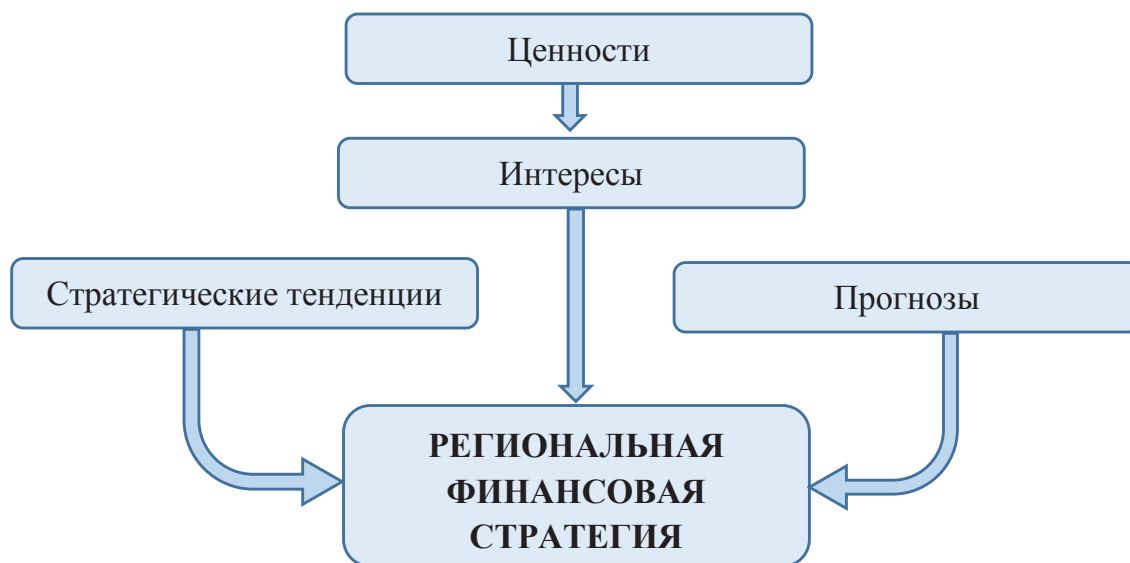 Ценности
Интересы
Стратегические тенденции
Прогнозы
РЕГИОНАЛЬНАЯ
ФИНАНСОВАЯ
СТРАТЕГИЯ